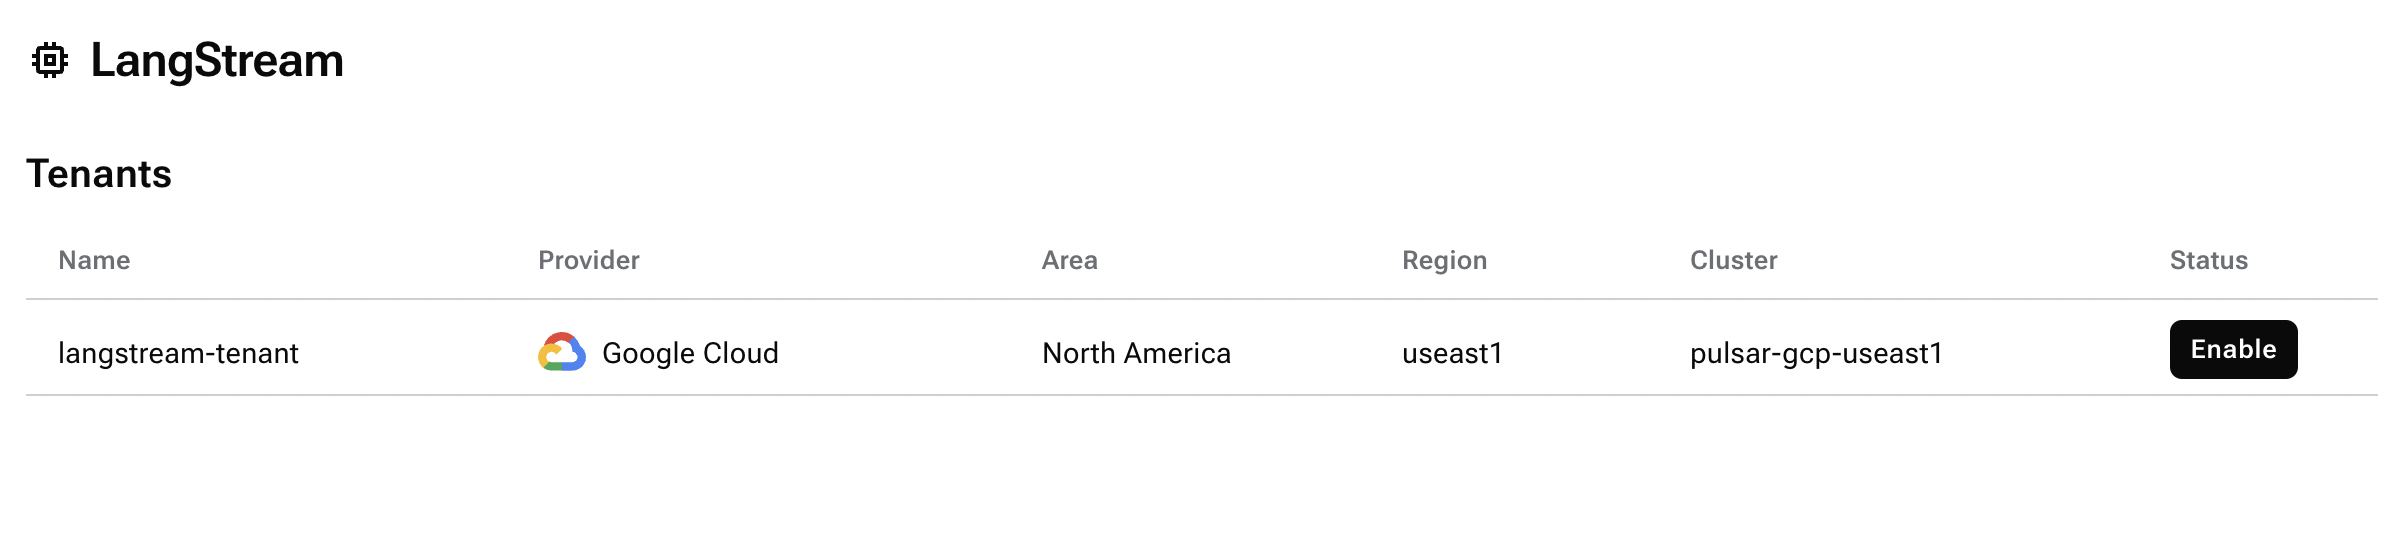 LangStream
Tenants
Name Provider Area Region Cluster Status
langstream-tenant Google Cloud North America useast1 pulsar-gcp-useast1 Enable